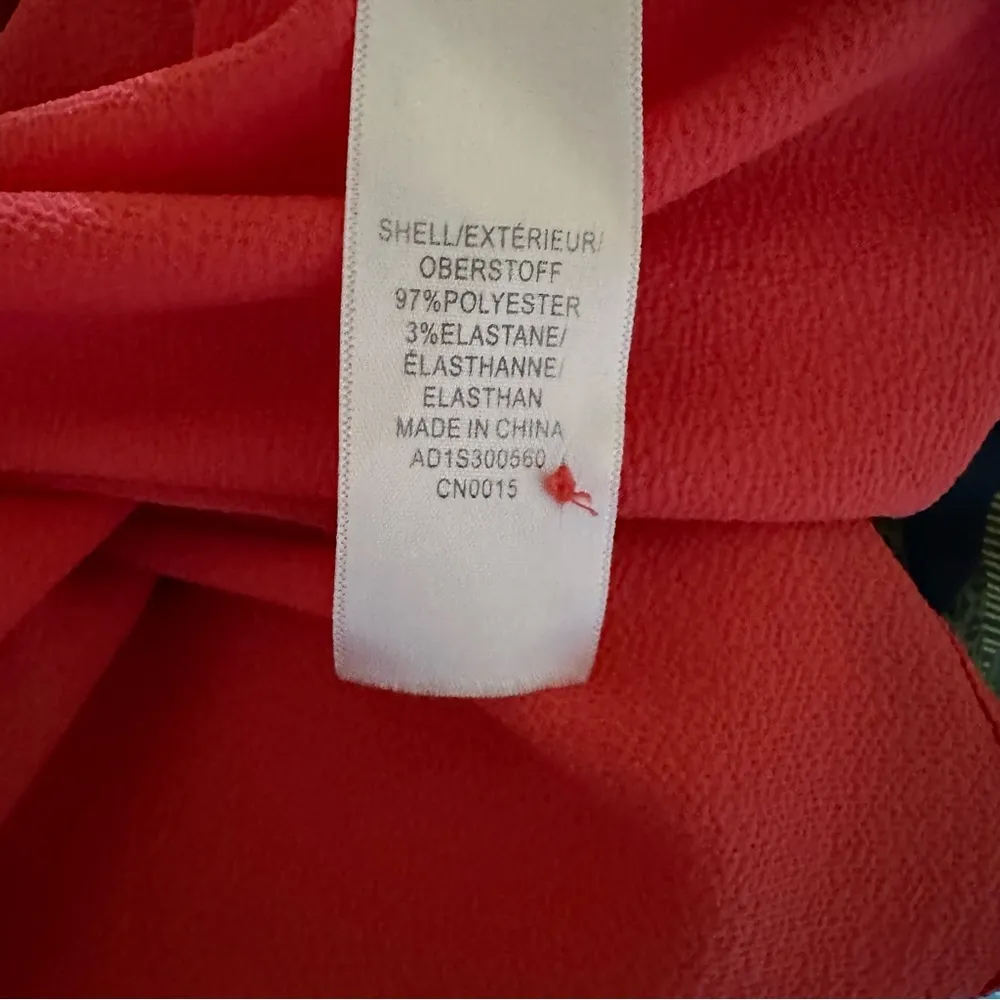 SHELL/EXTÉRIEUR/
OBERSTOFF
97%POLYESTER
3%ELASTANE/
ÉLASTHANNE/
ELASTHAN
MADE IN CHINA
AD1S300560
CN0015